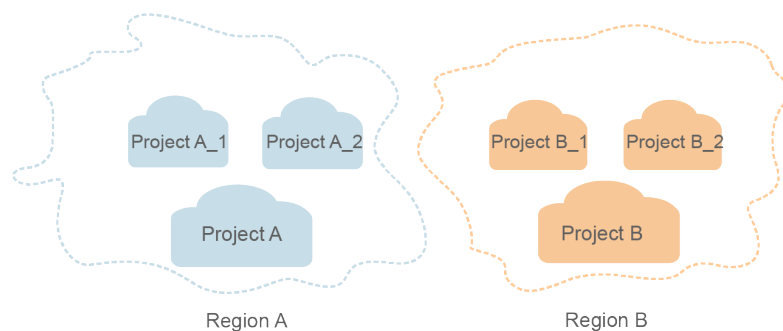 Project A_1
Project A_2
Project B_1
Project B_2
Project A
Project B
Region A
Region B